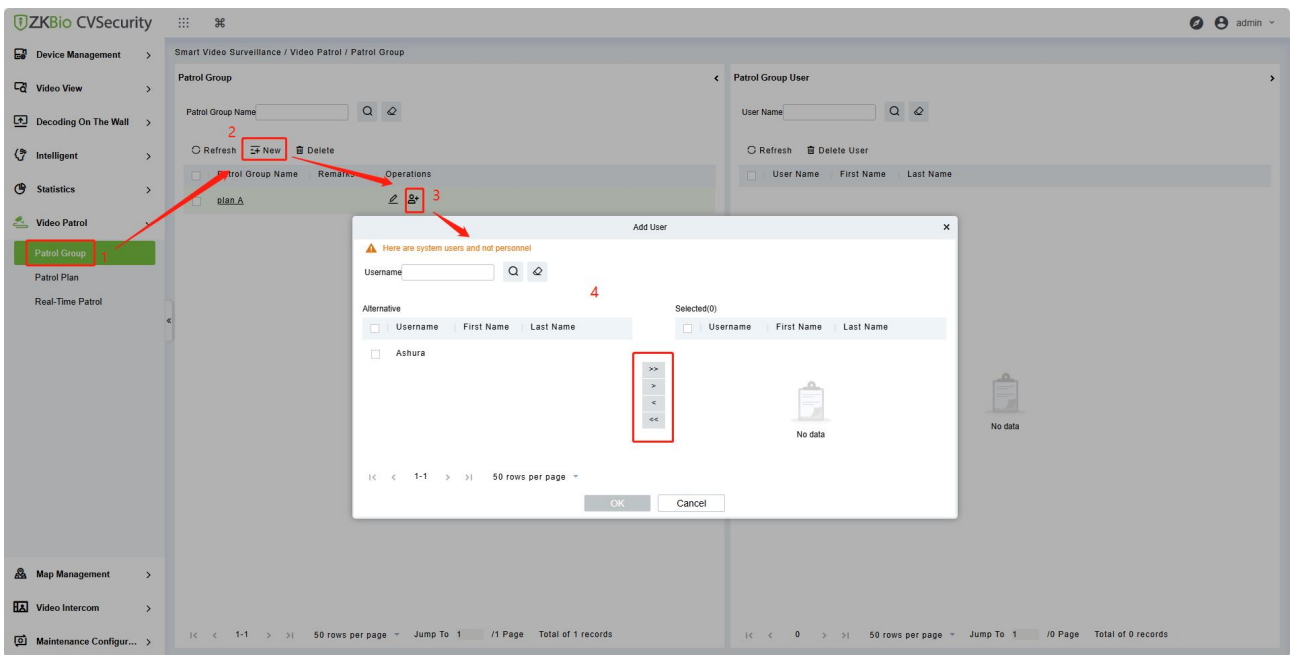 ZKBio CVSecurity
admin
Device Management
Video View
Decoding On The Wall
Intelligent
Statistics
Video Patrol
Patrol Group
1
Patrol Plan
Real-Time Patrol
Map Management
Video Intercom
Maintenance Configur...
Smart Video Surveillance / Video Patrol / Patrol Group
Patrol Group
Patrol Group Name
2
Refresh New Delete
Patrol Group Name Remarks Operations
plan A
3
1-1 50 rows per page Jump To 1 /1 Page Total of 1 records
Patrol Group User
User Name
Refresh Delete User
User Name First Name Last Name
No data
0 50 rows per page Jump To 1 /0 Page Total of 0 records
Add User
Here are system users and not personnel
Username
4
Alternative
Username First Name Last Name
Ashura
>>
>
<
<<
Selected(0)
Username First Name Last Name
No data
1-1 50 rows per page
OK Cancel